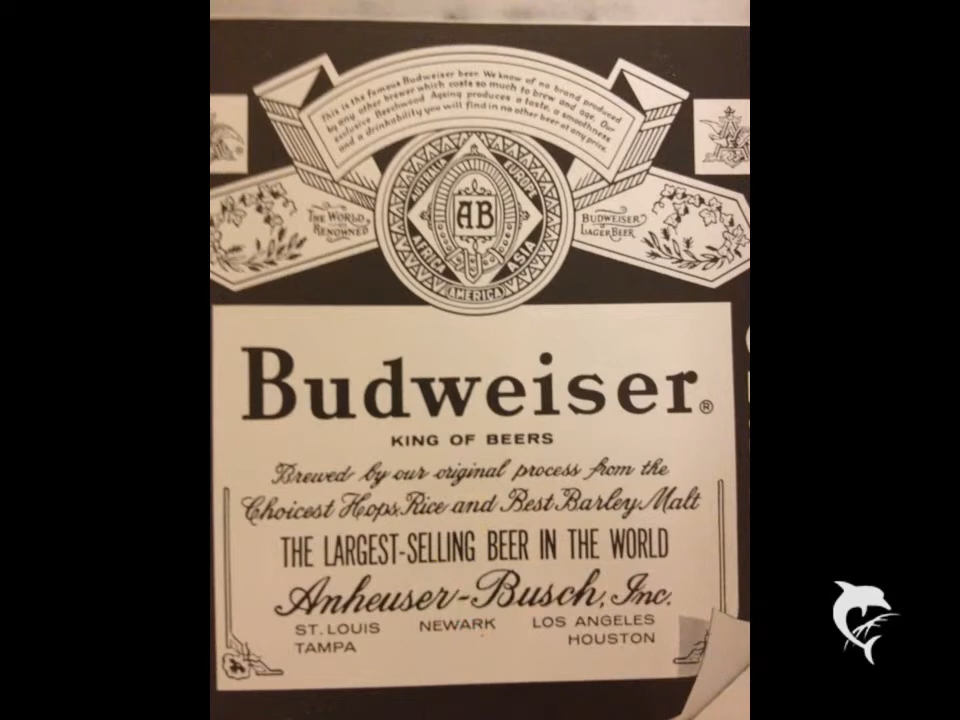 This is the famous Budweiser beer. We know of no brand produced
by any other brewer which costs so much to brew and age. Our
exclusive Beechwood Ageing produces a taste, a smoothness
and a drinkability you will find in no other beer at any price.
AUSTRALIA
EUROPE
AB
AFRICA
ASIA
AMERICA
THE WORLD
RENOWNED
BUDWEISER
LAGER BEER
Budweiser®
KING OF BEERS
Brewed by our original process from the
Choicest Hops, Rice and Best Barley Malt
THE LARGEST-SELLING BEER IN THE WORLD
Anheuser-Busch, Inc.
ST. LOUIS NEWARK LOS ANGELES
TAMPA HOUSTON